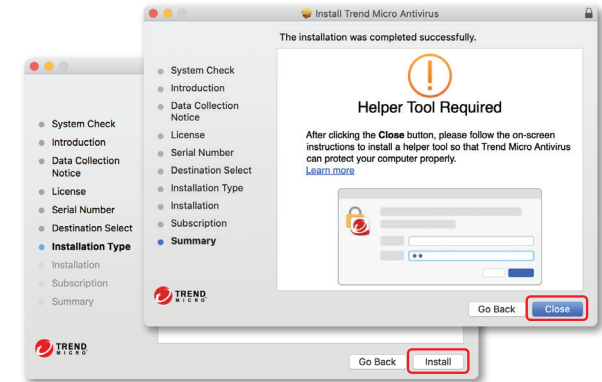 Install Trend Micro Antivirus
The installation was completed successfully.
System Check
Introduction
Data Collection
Notice
License
Serial Number
Destination Select
Installation Type
Installation
Subscription
Summary
Helper Tool Required
After clicking the Close button, please follow the on-screen
instructions to install a helper tool so that Trend Micro Antivirus
can protect your computer properly.
Learn more
TREND
MICRO
Go Back
Close
System Check
Introduction
Data Collection
Notice
License
Serial Number
Destination Select
Installation Type
Installation
Subscription
Summary
TREND
MICRO
Go Back
Install